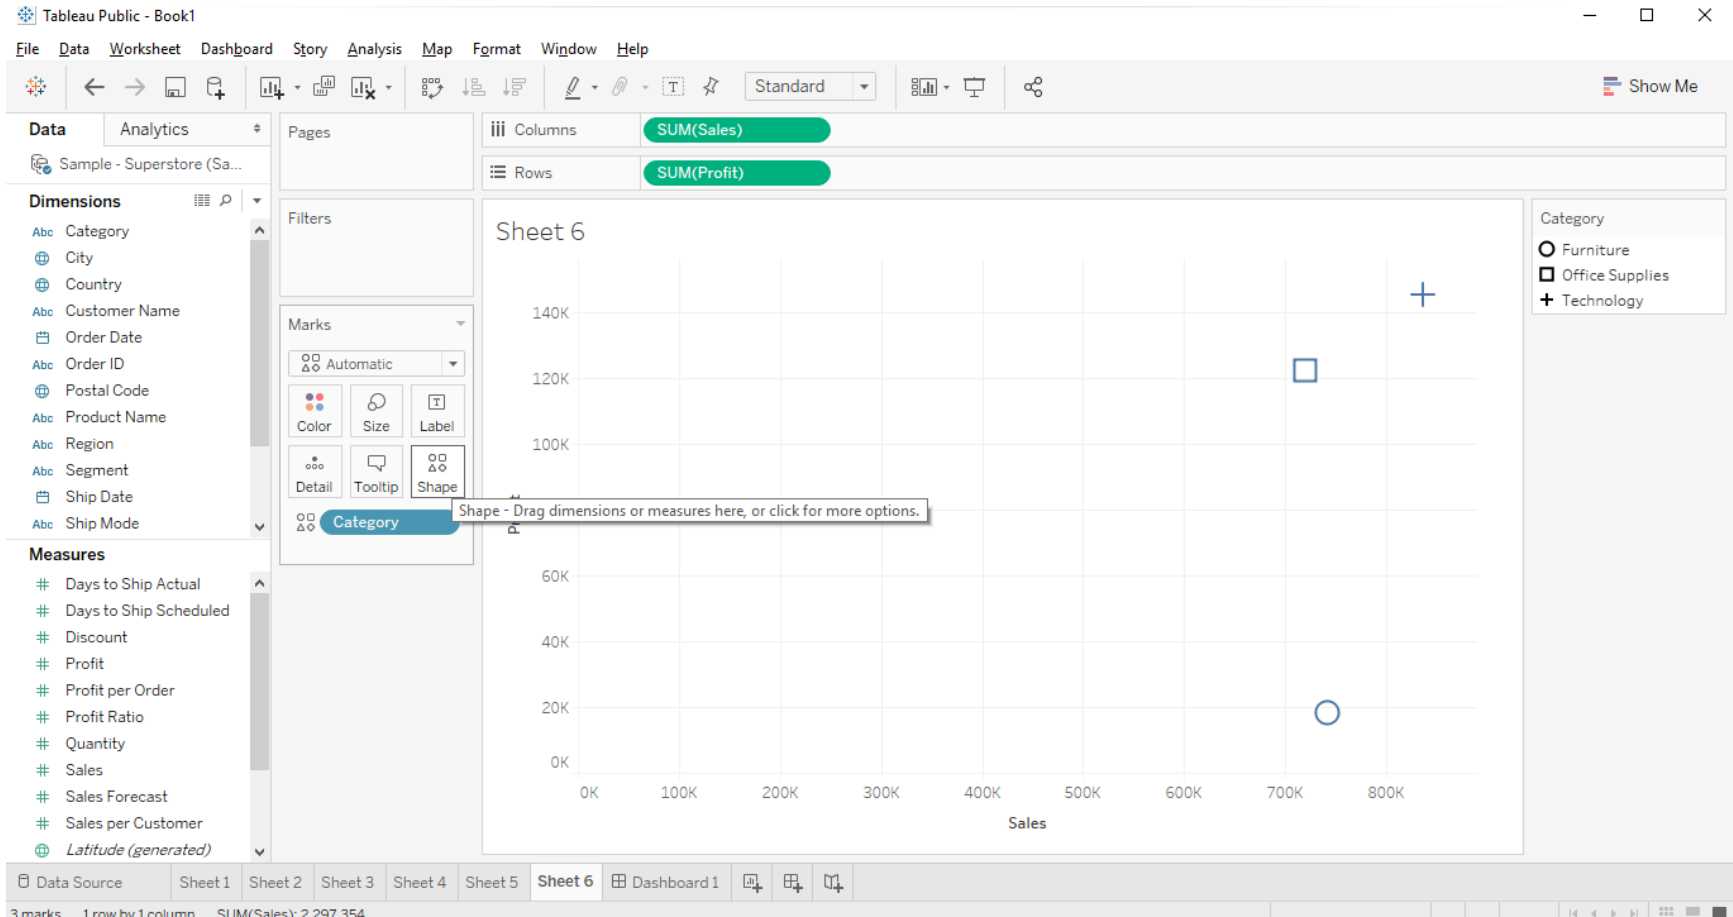 Tableau Public - Book1
File Data Worksheet Dashboard Story Analysis Map Format Window Help
Standard
Show Me
Data Analytics
Sample - Superstore (Sa...
Dimensions
Abc Category
City
Country
Abc Customer Name
Order Date
Abc Order ID
Postal Code
Abc Product Name
Abc Region
Abc Segment
Ship Date
Abc Ship Mode
Measures
Days to Ship Actual
Days to Ship Scheduled
Discount
Profit
Profit per Order
Profit Ratio
Quantity
Sales
Sales Forecast
Sales per Customer
Latitude (generated)
Pages
Filters
Marks
Automatic
Color Size Label
Detail Tooltip Shape
Category
Shape - Drag dimensions or measures here, or click for more options.
Columns SUM(Sales)
Rows SUM(Profit)
Sheet 6
140K
120K
100K
60K
40K
20K
0K
0K 100K 200K 300K 400K 500K 600K 700K 800K
Sales
Category
Furniture
Office Supplies
Technology
Data Source Sheet 1 Sheet 2 Sheet 3 Sheet 4 Sheet 5 Sheet 6 Dashboard 1
3 marks 1 row by 1 column SUM(Sales): 2,297,354